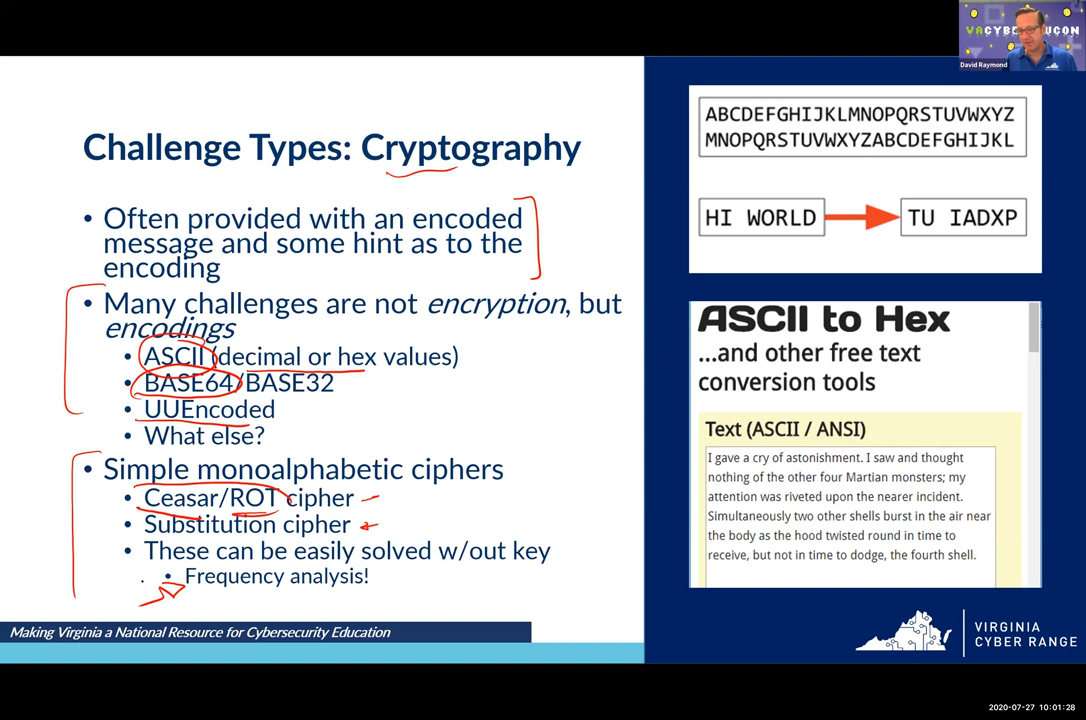 VACYBER EDUCON
David Raymond
Challenge Types: Cryptography
• Often provided with an encoded
message and some hint as to the
encoding
• Many challenges are not encryption, but
encodings
• ASCII (decimal or hex values)
• BASE64/BASE32
• UUEncoded
• What else?
• Simple monoalphabetic ciphers
• Ceasar/ROT cipher
• Substitution cipher
• These can be easily solved w/out key
• Frequency analysis!
Making Virginia a National Resource for Cybersecurity Education
ABCDEFGHIJKLMNOPQRSTUVWXYZ
MNOPQRSTUVWXYZABCDEFGHIJKL
HI WORLD
TU IADXP
ASCII to Hex
...and other free text
conversion tools
Text (ASCII / ANSI)
I gave a cry of astonishment. I saw and thought
nothing of the other four Martian monsters; my
attention was riveted upon the nearer incident.
Simultaneously two other shells burst in the air near
the body as the hood twisted round in time to
receive, but not in time to dodge, the fourth shell.
VIRGINIA
CYBER RANGE
2020-07-27 10:01:28